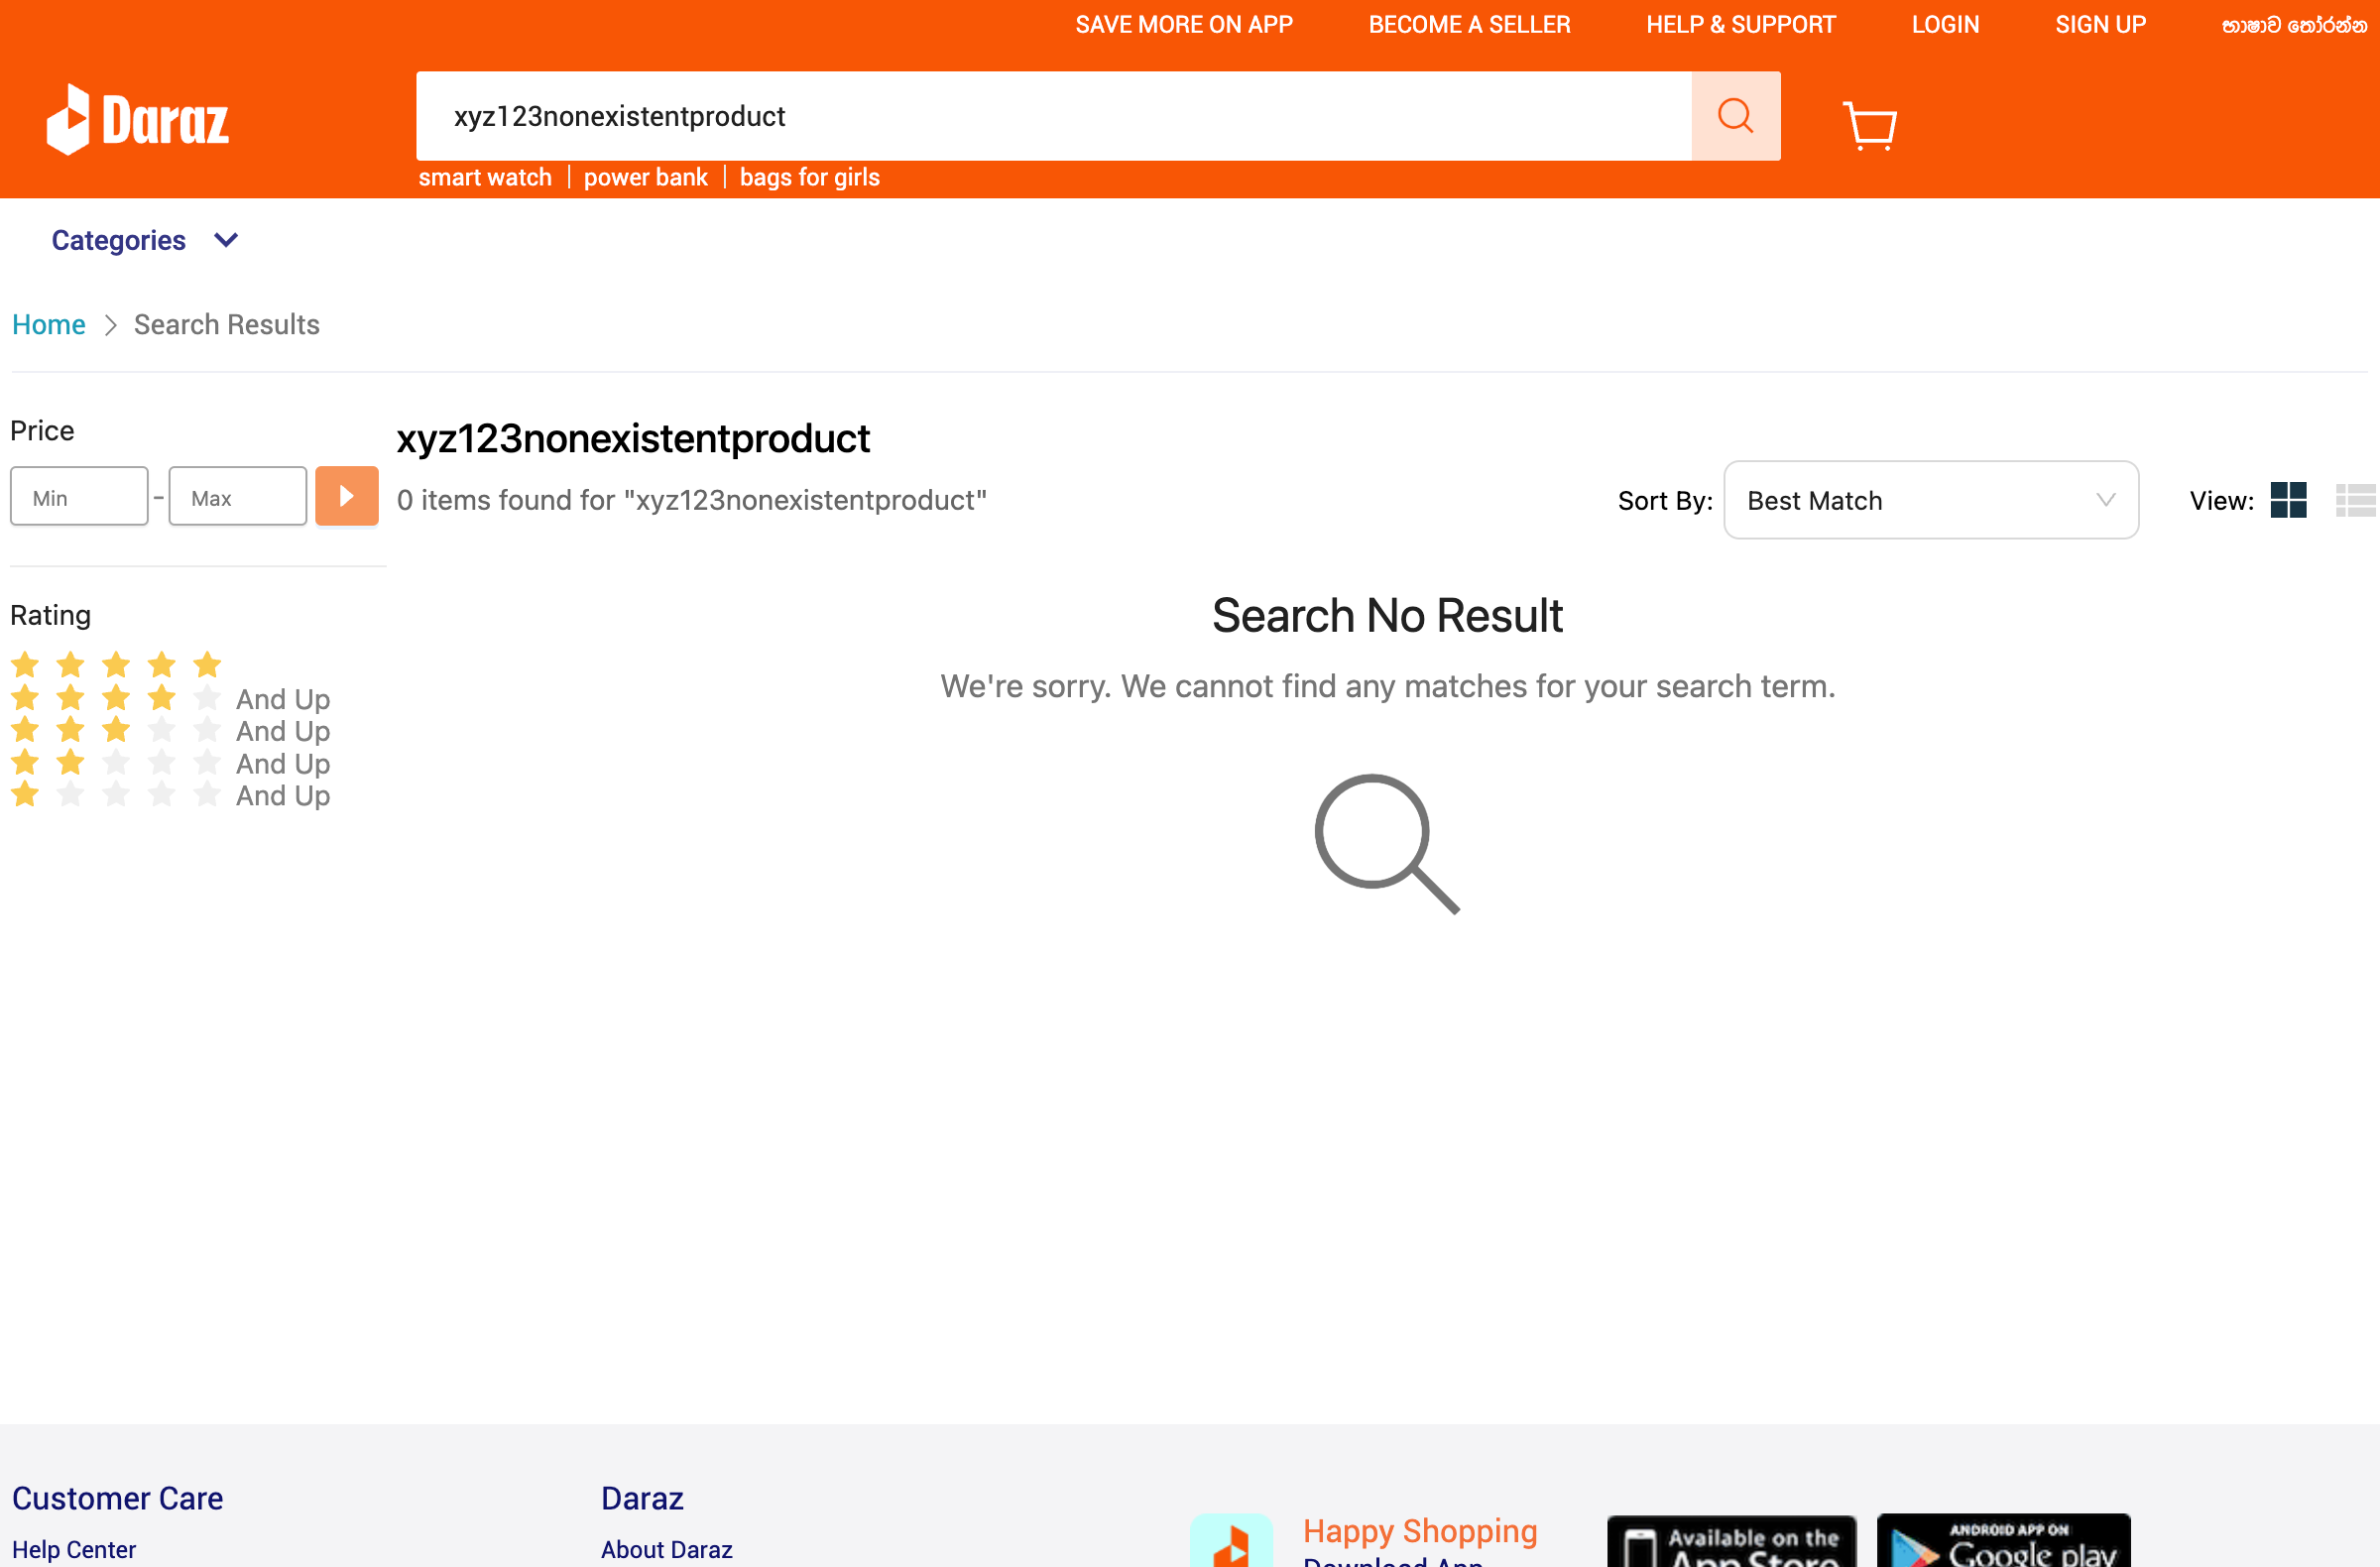 SAVE MORE ON APP BECOME A SELLER HELP & SUPPORT LOGIN SIGN UP භාෂාව තෝරන්න
Daraz
xyz123nonexistentproduct
smart watch | power bank | bags for girls
Categories
Home > Search Results
Price
Min - Max
xyz123nonexistentproduct
0 items found for "xyz123nonexistentproduct"
Sort By: Best Match View:
Rating
And Up
And Up
And Up
And Up
Search No Result
We're sorry. We cannot find any matches for your search term.
Customer Care
Help Center
Daraz
About Daraz
Happy Shopping
Download App
Available on the
App Store
ANDROID APP ON
Google play